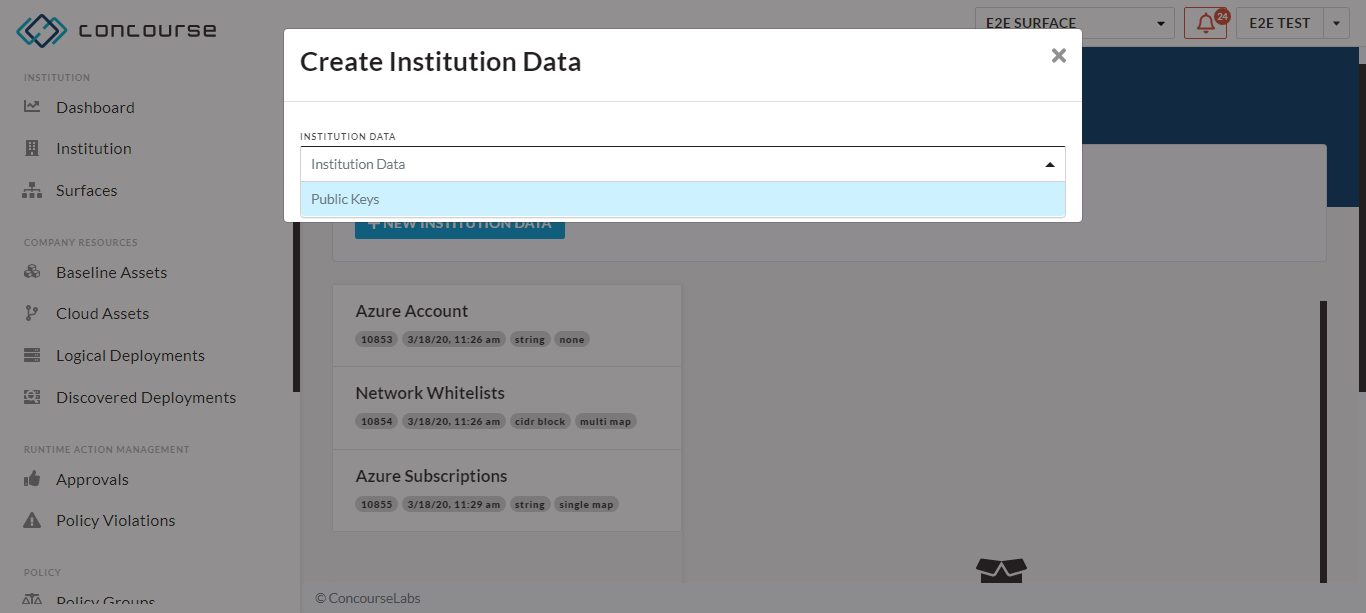 concourse
E2E SURFACE
24
E2E TEST
Create Institution Data
×
INSTITUTION DATA
Institution Data
Public Keys
+ NEW INSTITUTION DATA
INSTITUTION
Dashboard
Institution
Surfaces
COMPANY RESOURCES
Baseline Assets
Cloud Assets
Logical Deployments
Discovered Deployments
RUNTIME ACTION MANAGEMENT
Approvals
Policy Violations
POLICY
Policy Groups
Azure Account
10853 3/18/20, 11:26 am string none
Network Whitelists
10854 3/18/20, 11:26 am cidr block multi map
Azure Subscriptions
10855 3/18/20, 11:29 am string single map
© ConcourseLabs